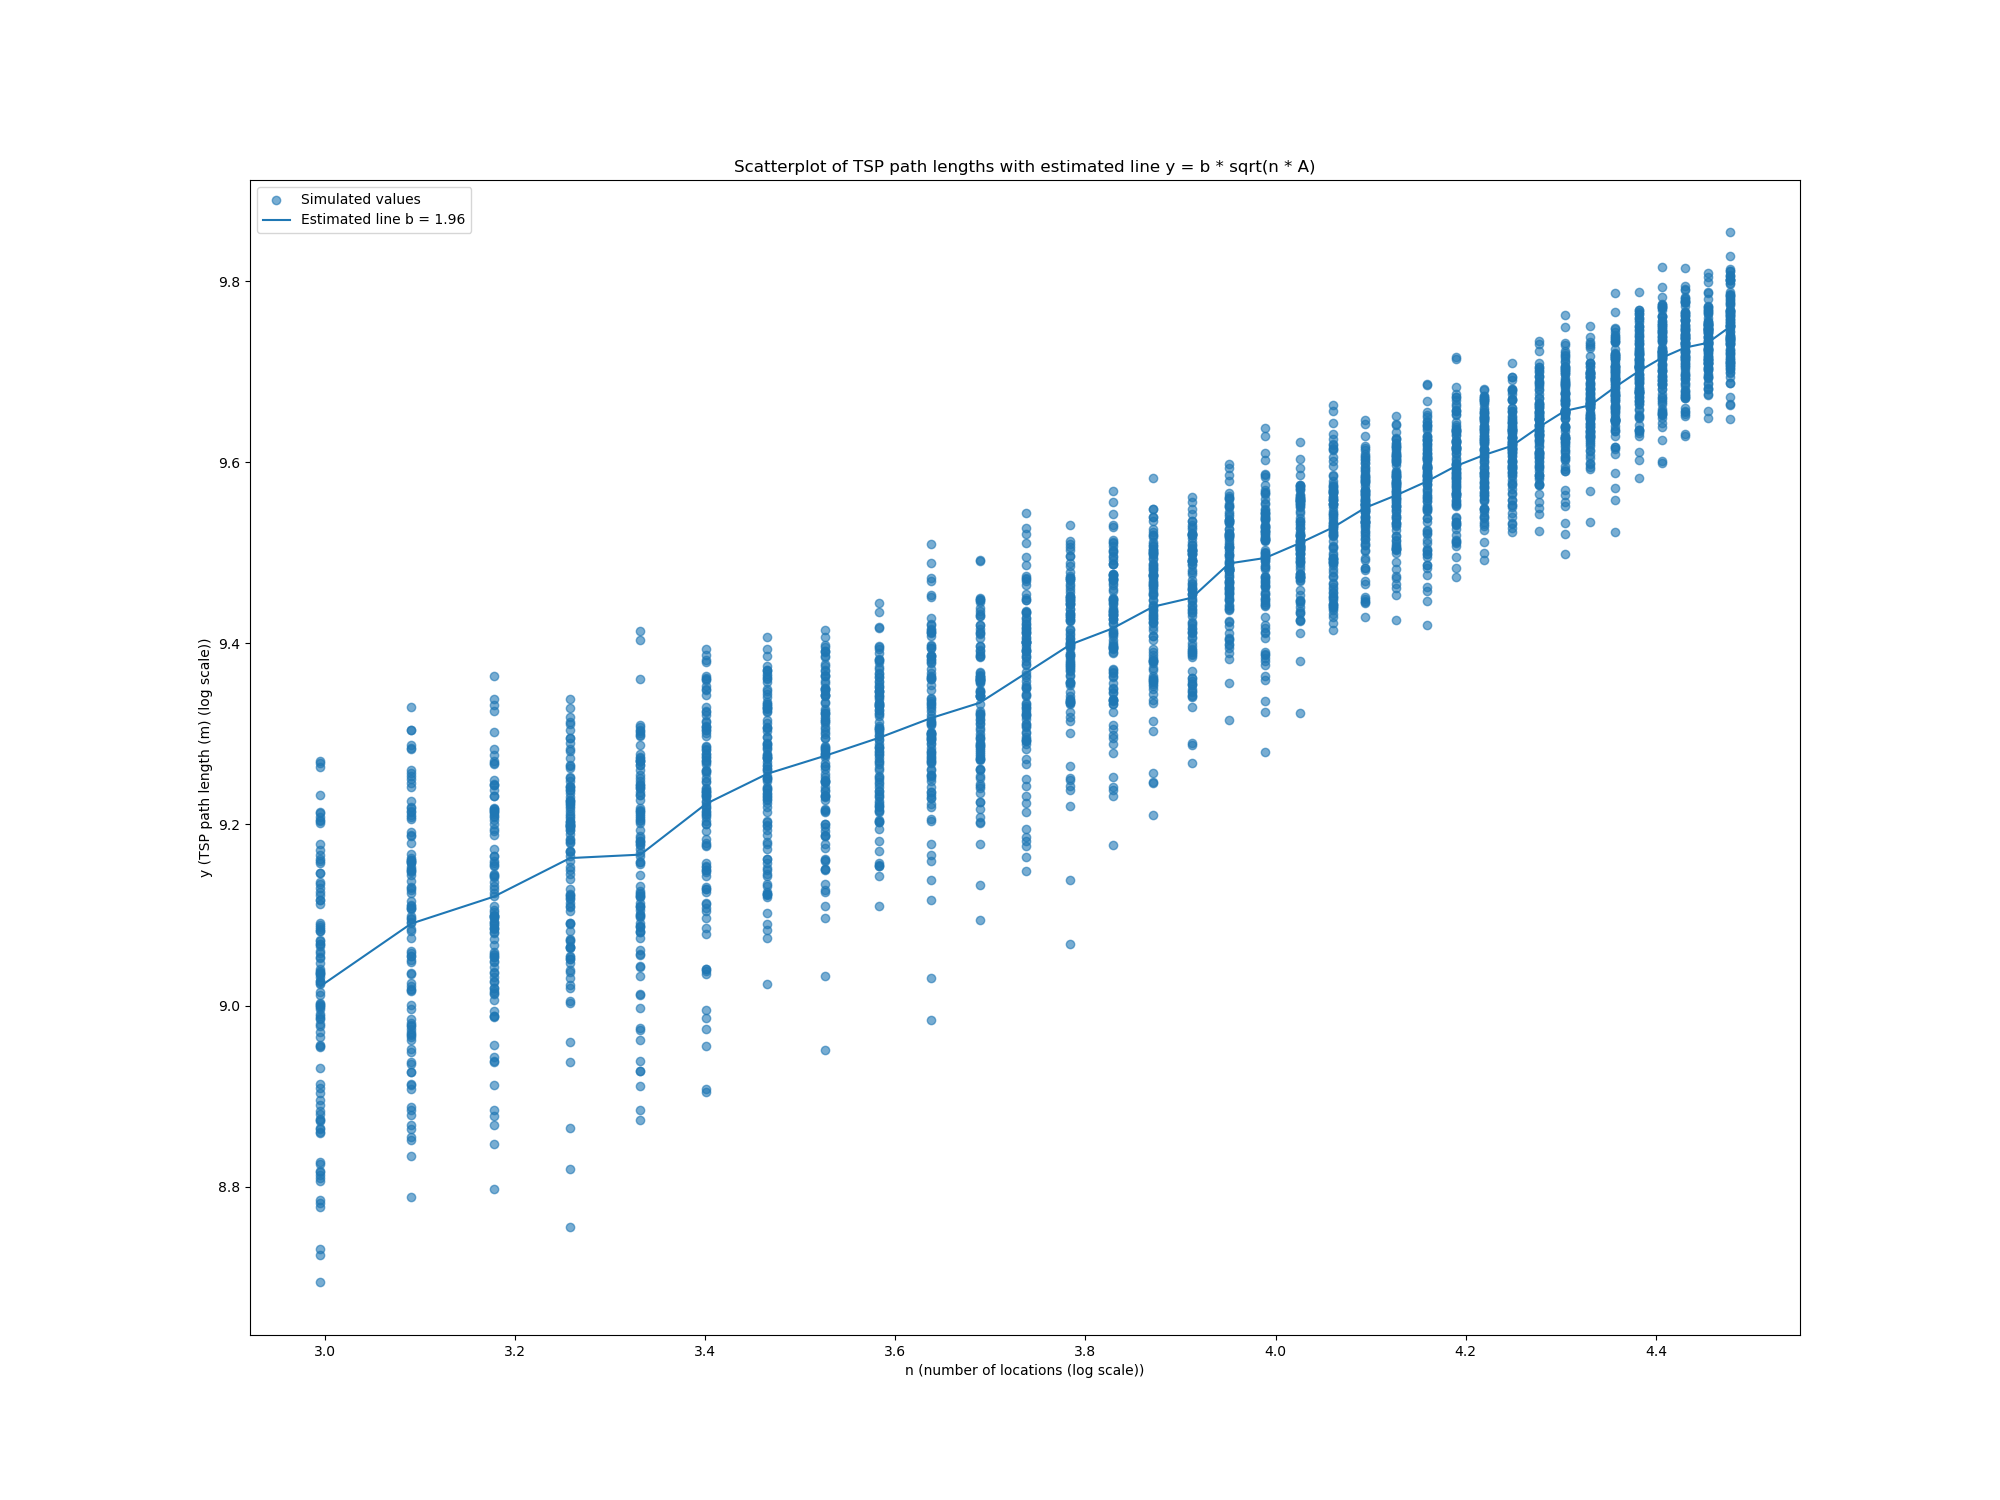 Scatterplot of TSP path lengths with estimated line y = b * sqrt(n * A)
Simulated values
Estimated line b = 1.96
y (TSP path length (m) (log scale))
9.8
9.6
9.4
9.2
9.0
8.8
3.0 3.2 3.4 3.6 3.8 4.0 4.2 4.4
n (number of locations (log scale))